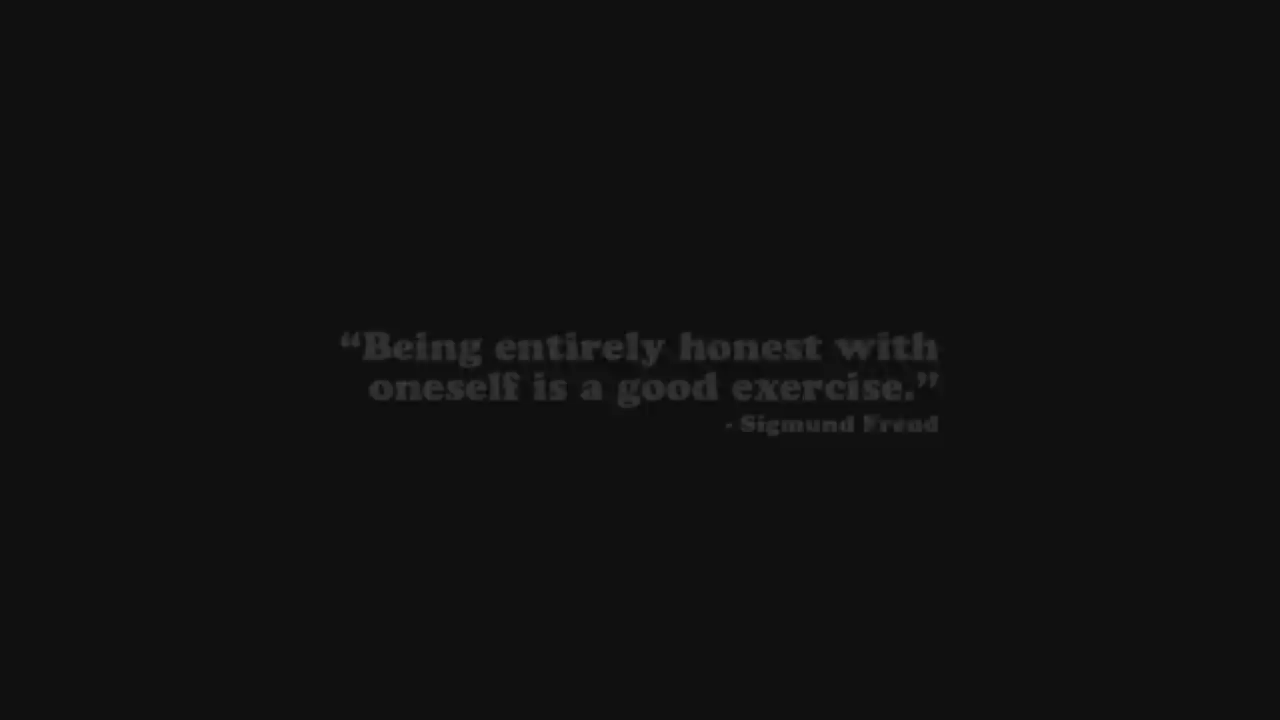 “Being entirely honest with
oneself is a good exercise.”
- Sigmund Freud